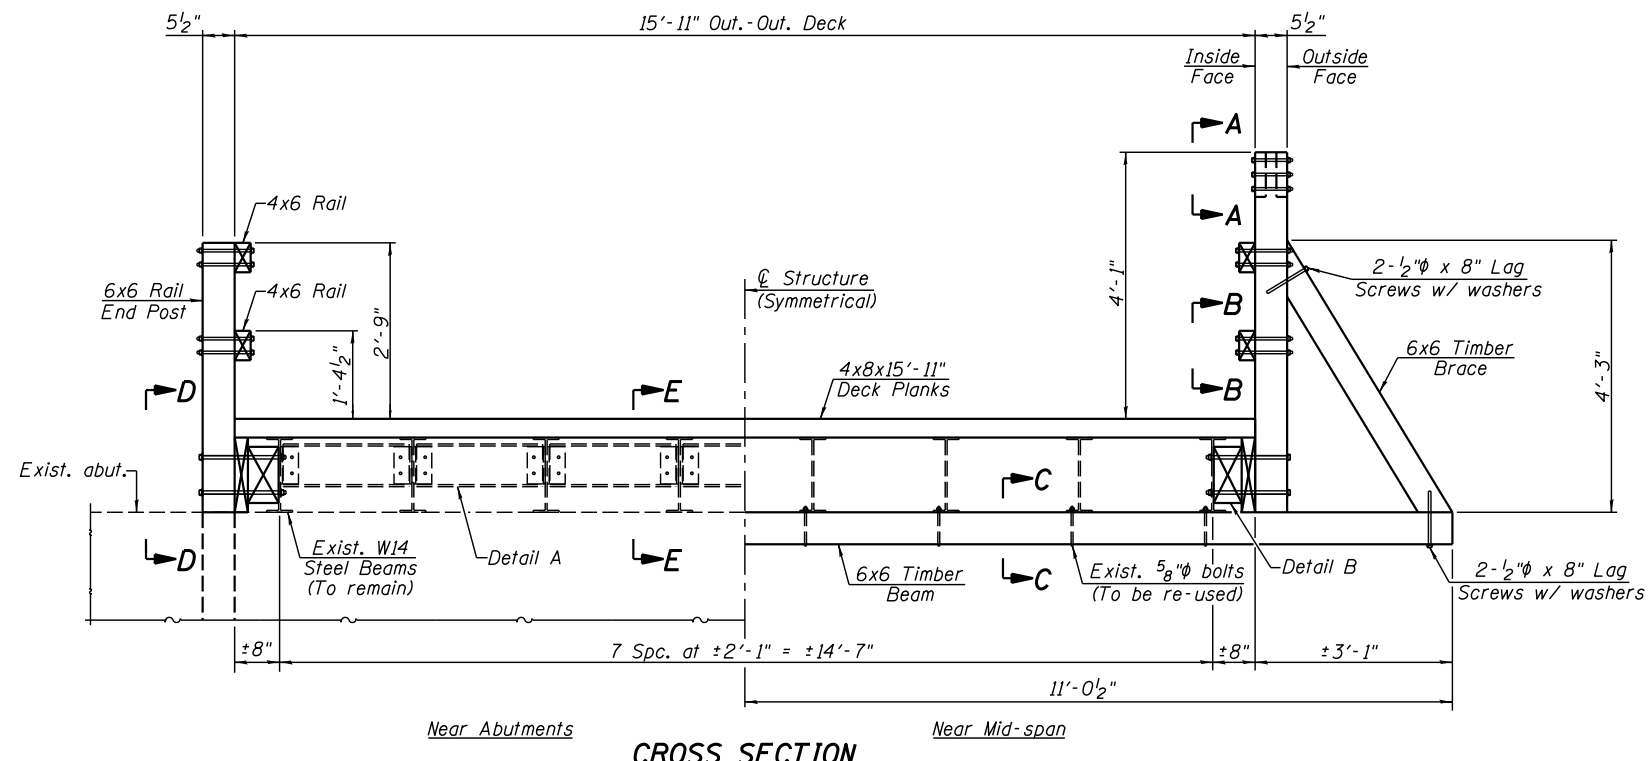 5½"
15'-11" Out.-Out. Deck
5½"
Inside
Face
Outside
Face
A
A
4x6 Rail
4'-1"
℄ Structure
(Symmetrical)
2-½"φ x 8" Lag
Screws w/ washers
6x6 Rail
End Post
4x6 Rail
2'-9"
1'-4½"
B
B
6x6 Timber
Brace
4'-3"
4x8x15'-11"
Deck Planks
D
E
Exist. abut.
C
D
Exist. W14
Steel Beams
(To remain)
Detail A
E
6x6 Timber
Beam
C
Exist. ⅝"φ bolts
(To be re-used)
Detail B
2-½"φ x 8" Lag
Screws w/ washers
±8"
7 Spc. at ±2'-1" = ±14'-7"
±8"
±3'-1"
11'-0½"
Near Abutments
Near Mid-span
CROSS SECTION